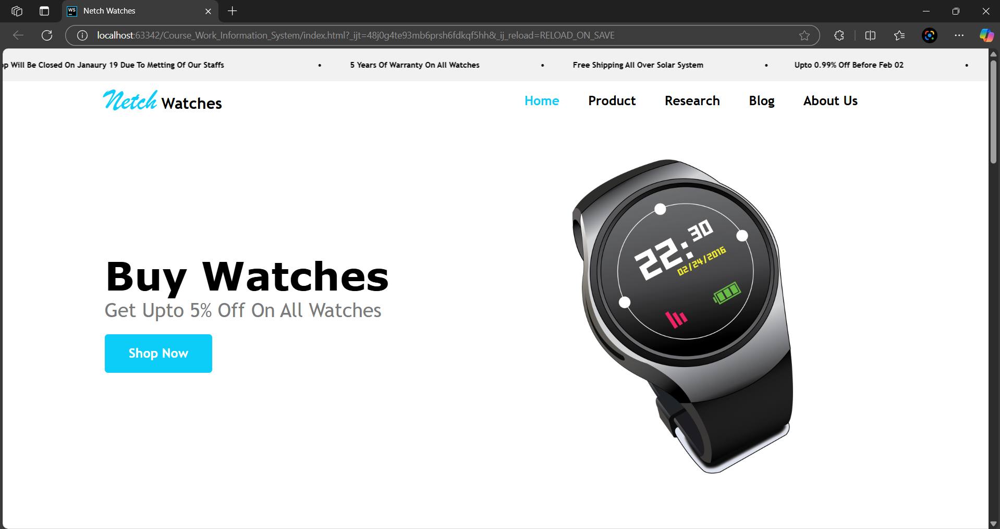 WS
Netch Watches
localhost:63342/Course_Work_Information_System/index.html?_ijt=48j0g4te93mb6prsh6fdkqf5hh&_ij_reload=RELOAD_ON_SAVE
p Will Be Closed On Janaury 19 Due To Metting Of Our Staffs • 5 Years Of Warranty On All Watches • Free Shipping All Over Solar System • Upto 0.99% Off Before Feb 02 •
Netch Watches Home Product Research Blog About Us
22:30
02/24/2016
Buy Watches
Get Upto 5% Off On All Watches
Shop Now